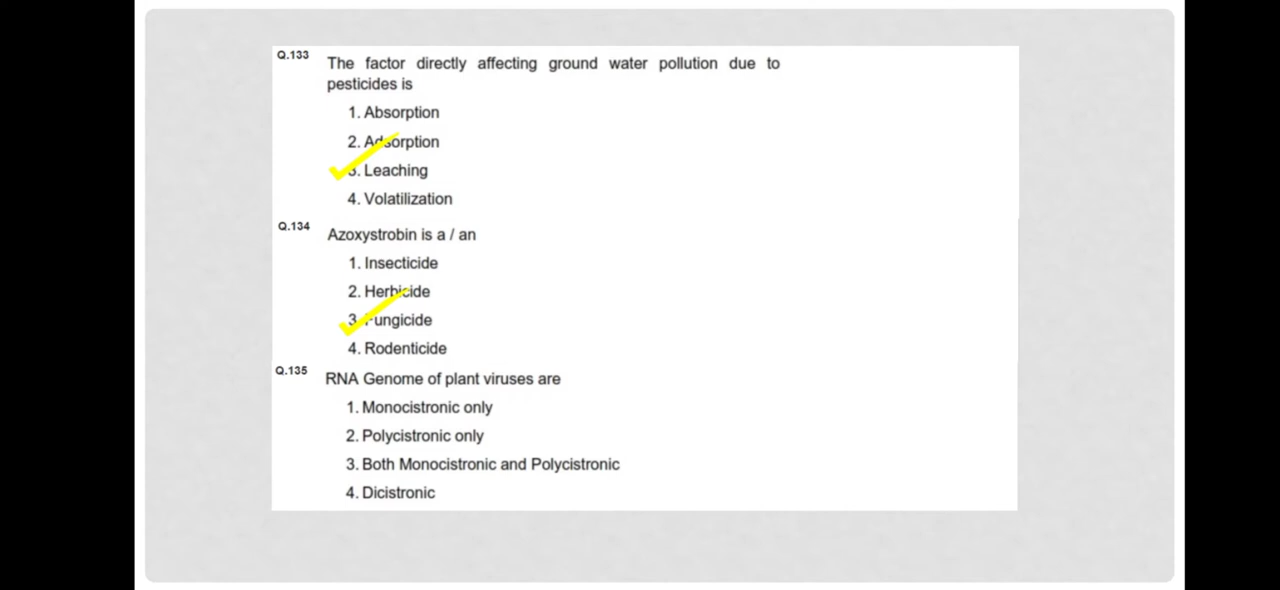 Q.133 The factor directly affecting ground water pollution due to
pesticides is
1. Absorption
2. Adsorption
3. Leaching
4. Volatilization
Q.134 Azoxystrobin is a / an
1. Insecticide
2. Herbicide
3. Fungicide
4. Rodenticide
Q.135 RNA Genome of plant viruses are
1. Monocistronic only
2. Polycistronic only
3. Both Monocistronic and Polycistronic
4. Dicistronic